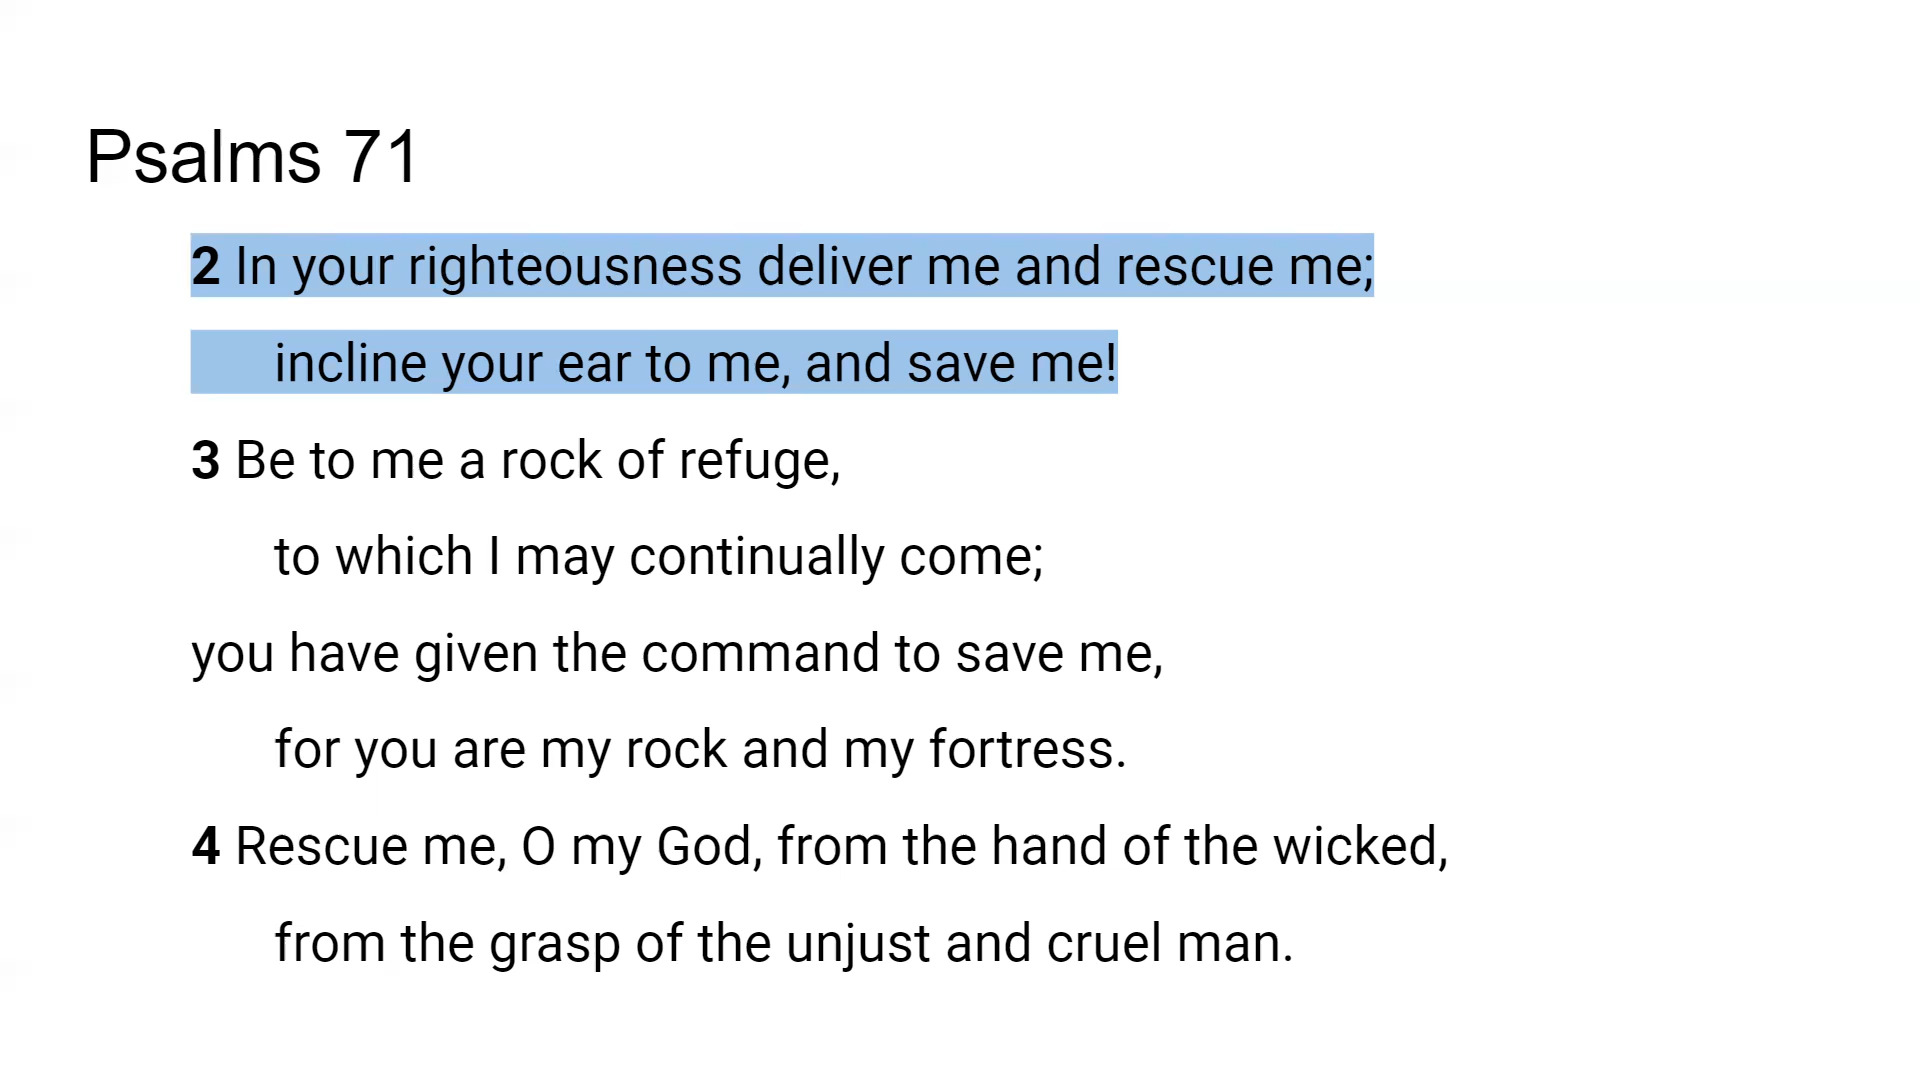 Psalms 71
2 In your righteousness deliver me and rescue me;
incline your ear to me, and save me!
3 Be to me a rock of refuge,
to which I may continually come;
you have given the command to save me,
for you are my rock and my fortress.
4 Rescue me, O my God, from the hand of the wicked,
from the grasp of the unjust and cruel man.